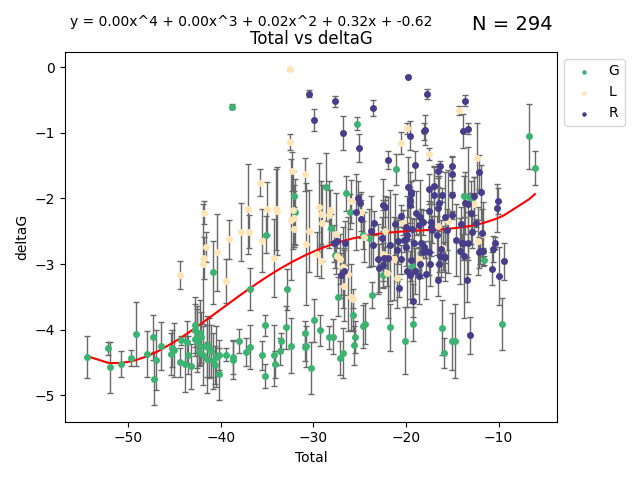 y = 0.00x^4 + 0.00x^3 + 0.02x^2 + 0.32x + -0.62
N = 294
Total vs deltaG
G
L
R
0
−1
−2
−3
−4
−5
deltaG
−50
−40
−30
−20
−10
Total